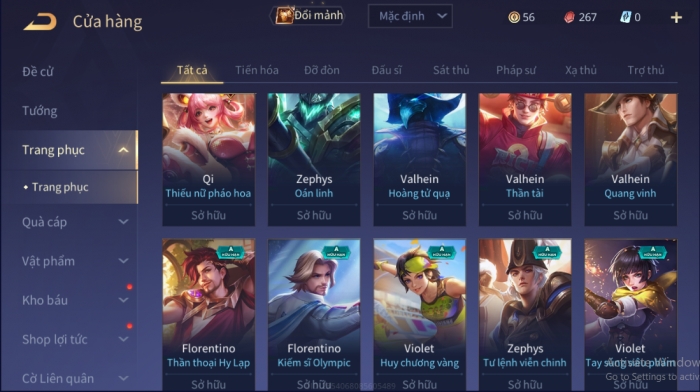 Cửa hàng
Đổi mảnh
Mặc định
56
267
0
Đề cử
Tướng
Trang phục
Trang phục
Quà cáp
Vật phẩm
Kho báu
Shop lợi tức
Cờ Liên quân
Tất cả Tiến hóa Đỡ đòn Đấu sĩ Sát thủ Pháp sư Xạ thủ Trợ thủ
Qi
Thiếu nữ pháo hoa
Sở hữu
Zephys
Oán linh
Sở hữu
Valhein
Hoàng tử quạ
Sở hữu
Valhein
Thần tài
Sở hữu
Valhein
Quang vinh
Sở hữu
A
HỮU HẠN
Florentino
Thần thoại Hy Lạp
Sở hữu
A
HỮU HẠN
Florentino
Kiếm sĩ Olympic
Sở hữu
A
HỮU HẠN
Violet
Huy chương vàng
Sở hữu
A
HỮU HẠN
Zephys
Tư lệnh viễn chinh
Sở hữu
A
HỮU HẠN
Violet
Tay súng siêu phàm
Sở hữu
Activate Window
Go to Settings to activ